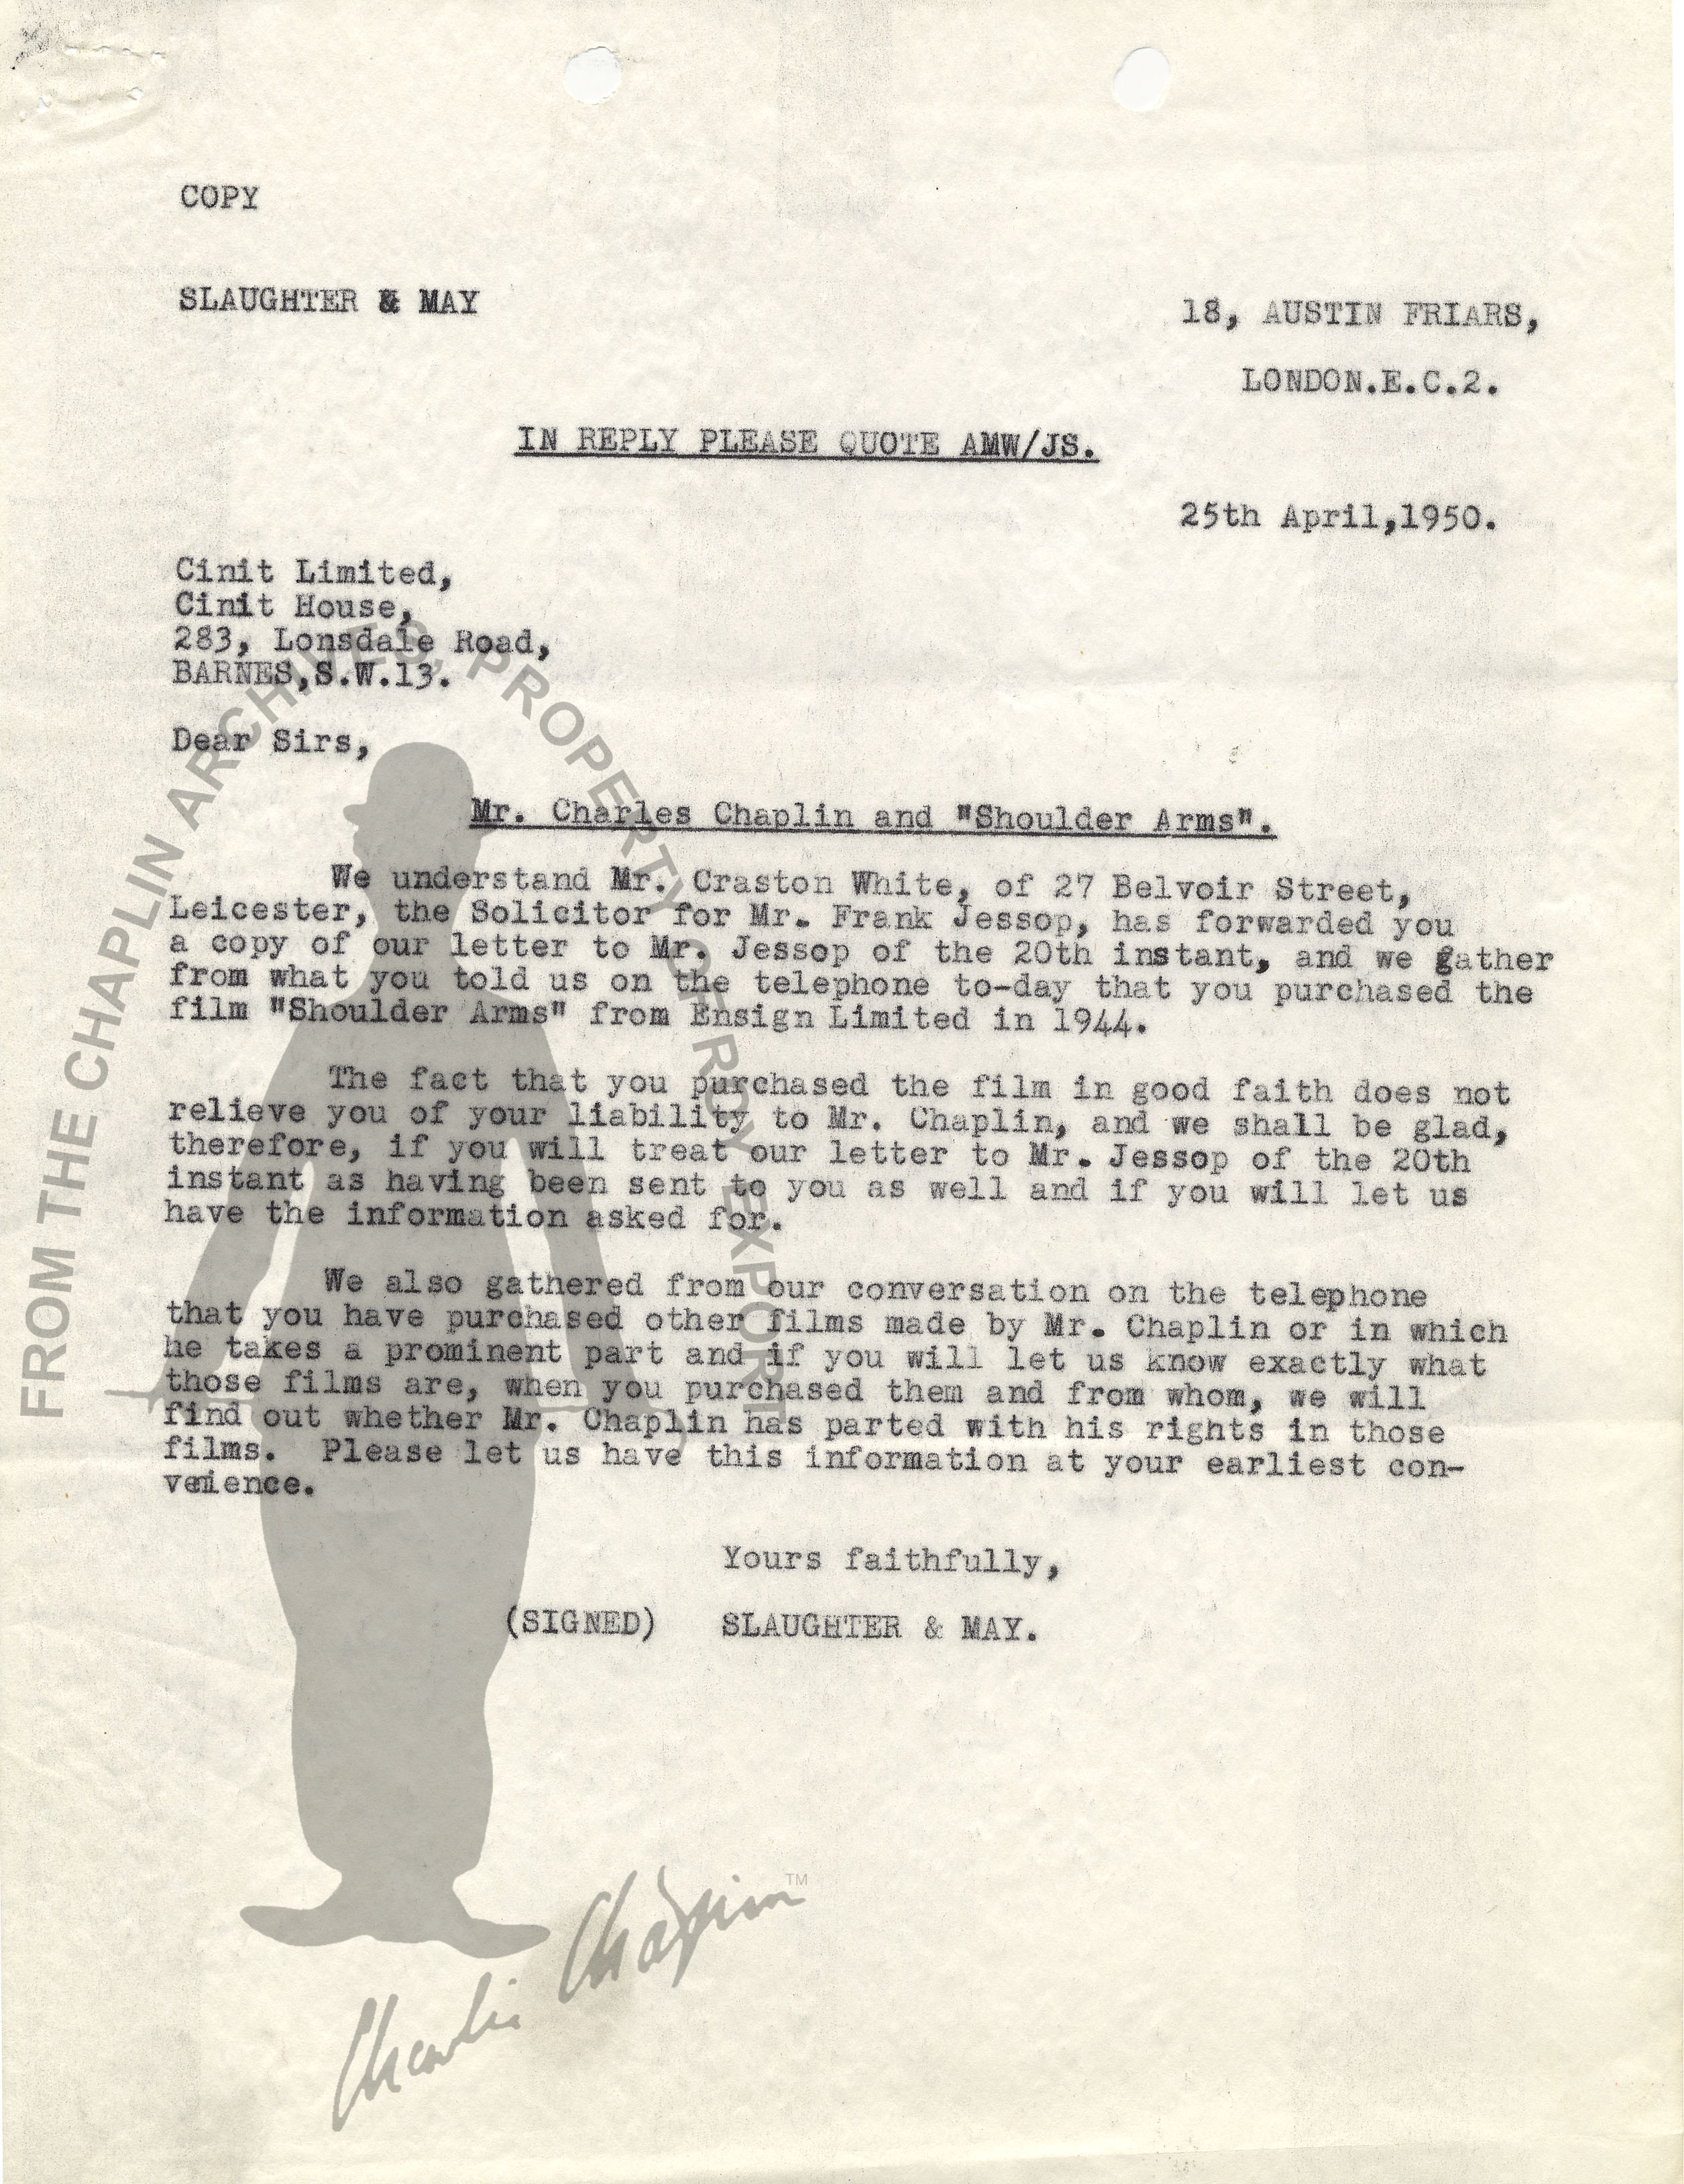 COPY
SLAUGHTER & MAY
18, AUSTIN FRIARS,
LONDON.E.C.2.
IN REPLY PLEASE QUOTE AMW/JS.
25th April,1950.
Cinit Limited,
Cinit House,
283, Lonsdale Road,
BARNES,S.W.13.
Dear Sirs,
Mr. Charles Chaplin and "Shoulder Arms".
We understand Mr. Craston White, of 27 Belvoir Street,
Leicester, the Solicitor for Mr. Frank Jessop, has forwarded you
a copy of our letter to Mr. Jessop of the 20th instant, and we gather
from what you told us on the telephone to-day that you purchased the
film "Shoulder Arms" from Ensign Limited in 1944.
The fact that you purchased the film in good faith does not
relieve you of your liability to Mr. Chaplin, and we shall be glad,
therefore, if you will treat our letter to Mr. Jessop of the 20th
instant as having been sent to you as well and if you will let us
have the information asked for.
We also gathered from our conversation on the telephone
that you have purchased other films made by Mr. Chaplin or in which
he takes a prominent part and if you will let us know exactly what
those films are, when you purchased them and from whom, we will
find out whether Mr. Chaplin has parted with his rights in those
films. Please let us have this information at your earliest con-
venience.
Yours faithfully,
(SIGNED) SLAUGHTER & MAY.
FROM THE CHAPLIN ARCHIVES, PROPERTY OF ROY EXPORT
Charlie Chaplin TM